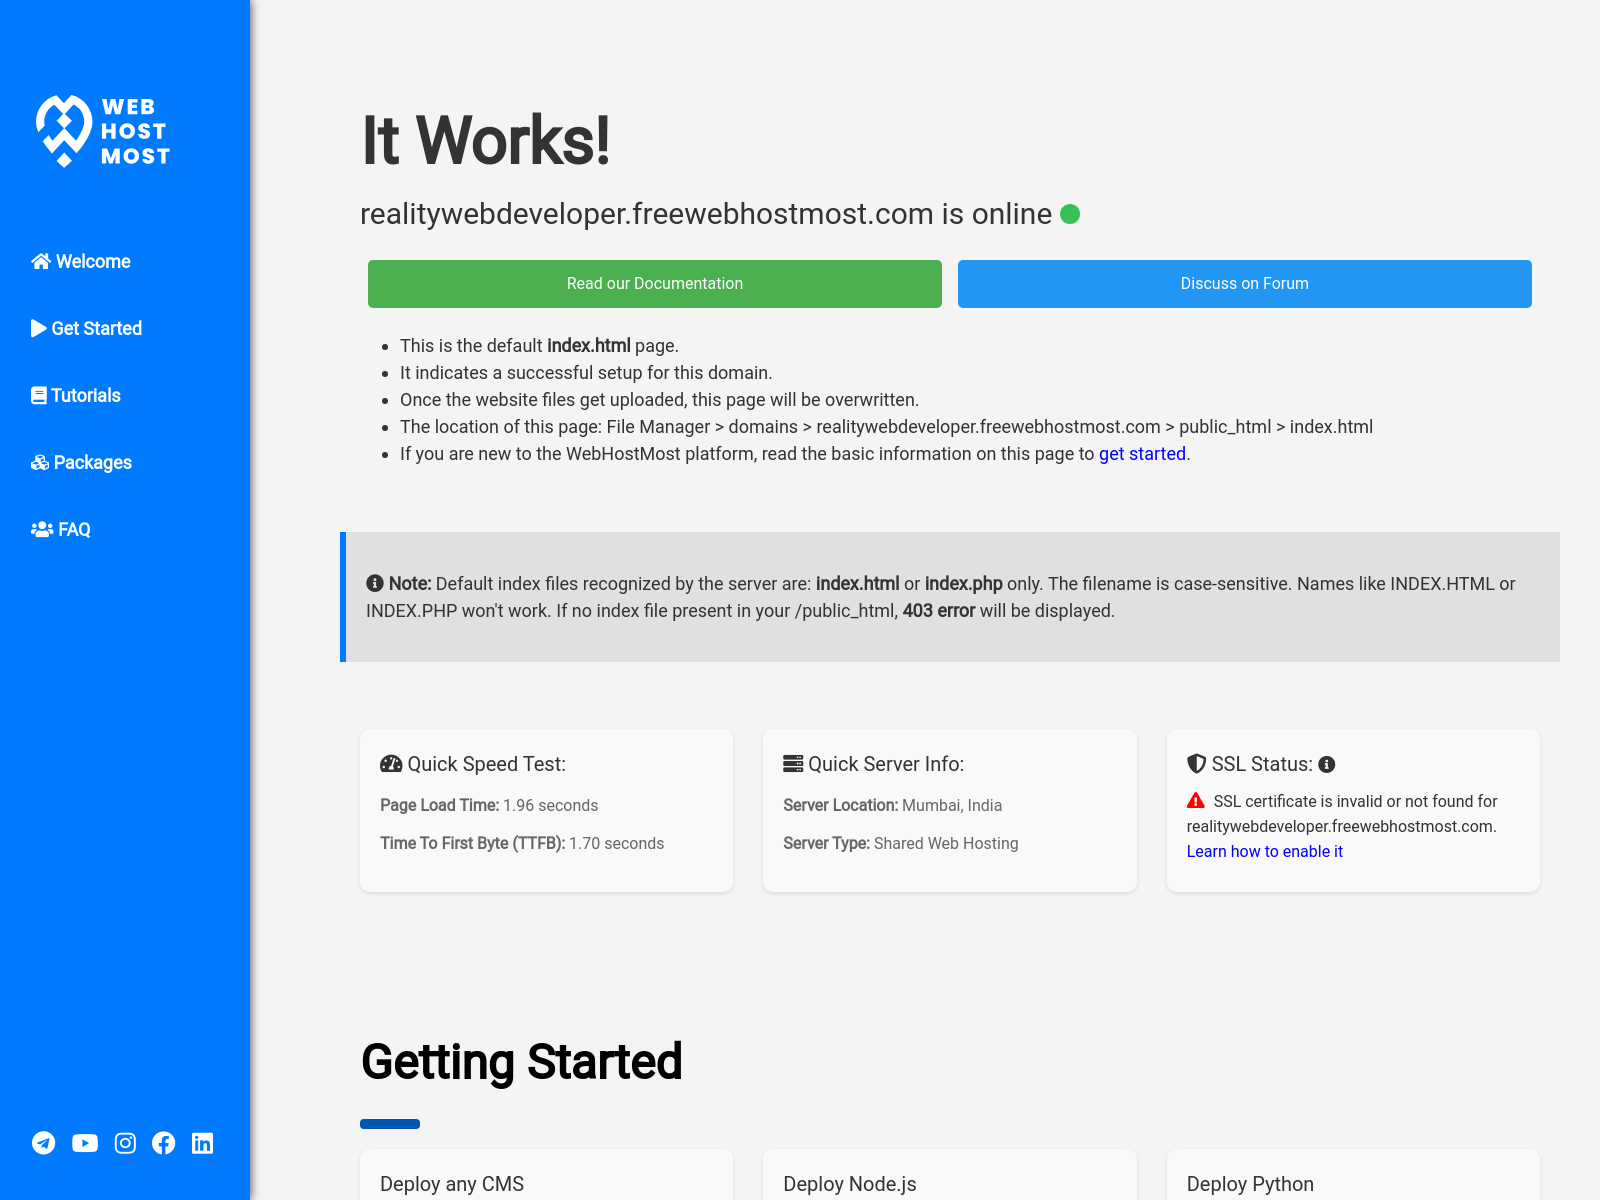 WEB
HOST
MOST
Welcome
Get Started
Tutorials
Packages
FAQ
It Works!
realitywebdeveloper.freewebhostmost.com is online
Read our Documentation
Discuss on Forum
This is the default index.html page.
It indicates a successful setup for this domain.
Once the website files get uploaded, this page will be overwritten.
The location of this page: File Manager > domains > realitywebdeveloper.freewebhostmost.com > public_html > index.html
If you are new to the WebHostMost platform, read the basic information on this page to get started.
Note: Default index files recognized by the server are: index.html or index.php only. The filename is case-sensitive. Names like INDEX.HTML or
INDEX.PHP won't work. If no index file present in your /public_html, 403 error will be displayed.
Quick Speed Test:
Page Load Time: 1.96 seconds
Time To First Byte (TTFB): 1.70 seconds
Quick Server Info:
Server Location: Mumbai, India
Server Type: Shared Web Hosting
SSL Status:
SSL certificate is invalid or not found for
realitywebdeveloper.freewebhostmost.com.
Learn how to enable it
Getting Started
Deploy any CMS
Deploy Node.js
Deploy Python